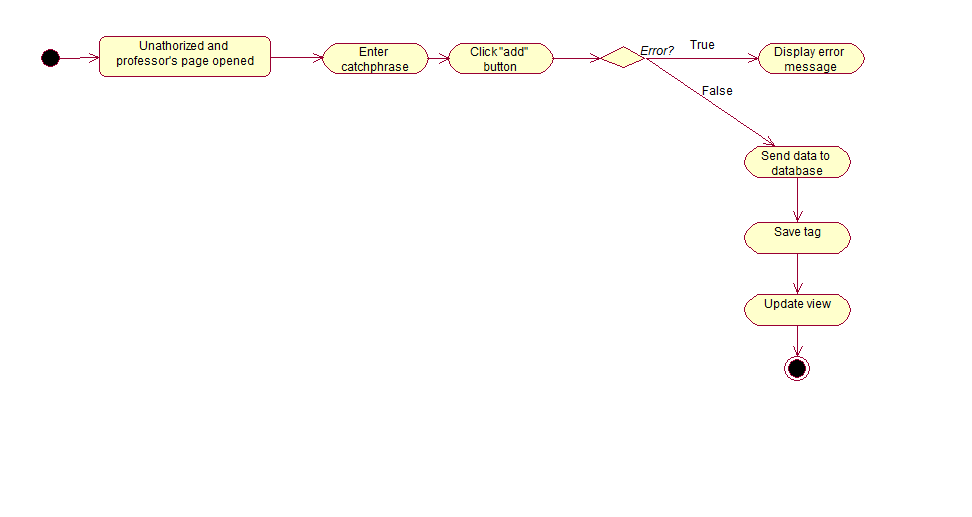 Unathorized and
professor's page opened
Enter
catchphrase
Click "add"
button
Error?
True
Display error
message
False
Send data to
database
Save tag
Update view